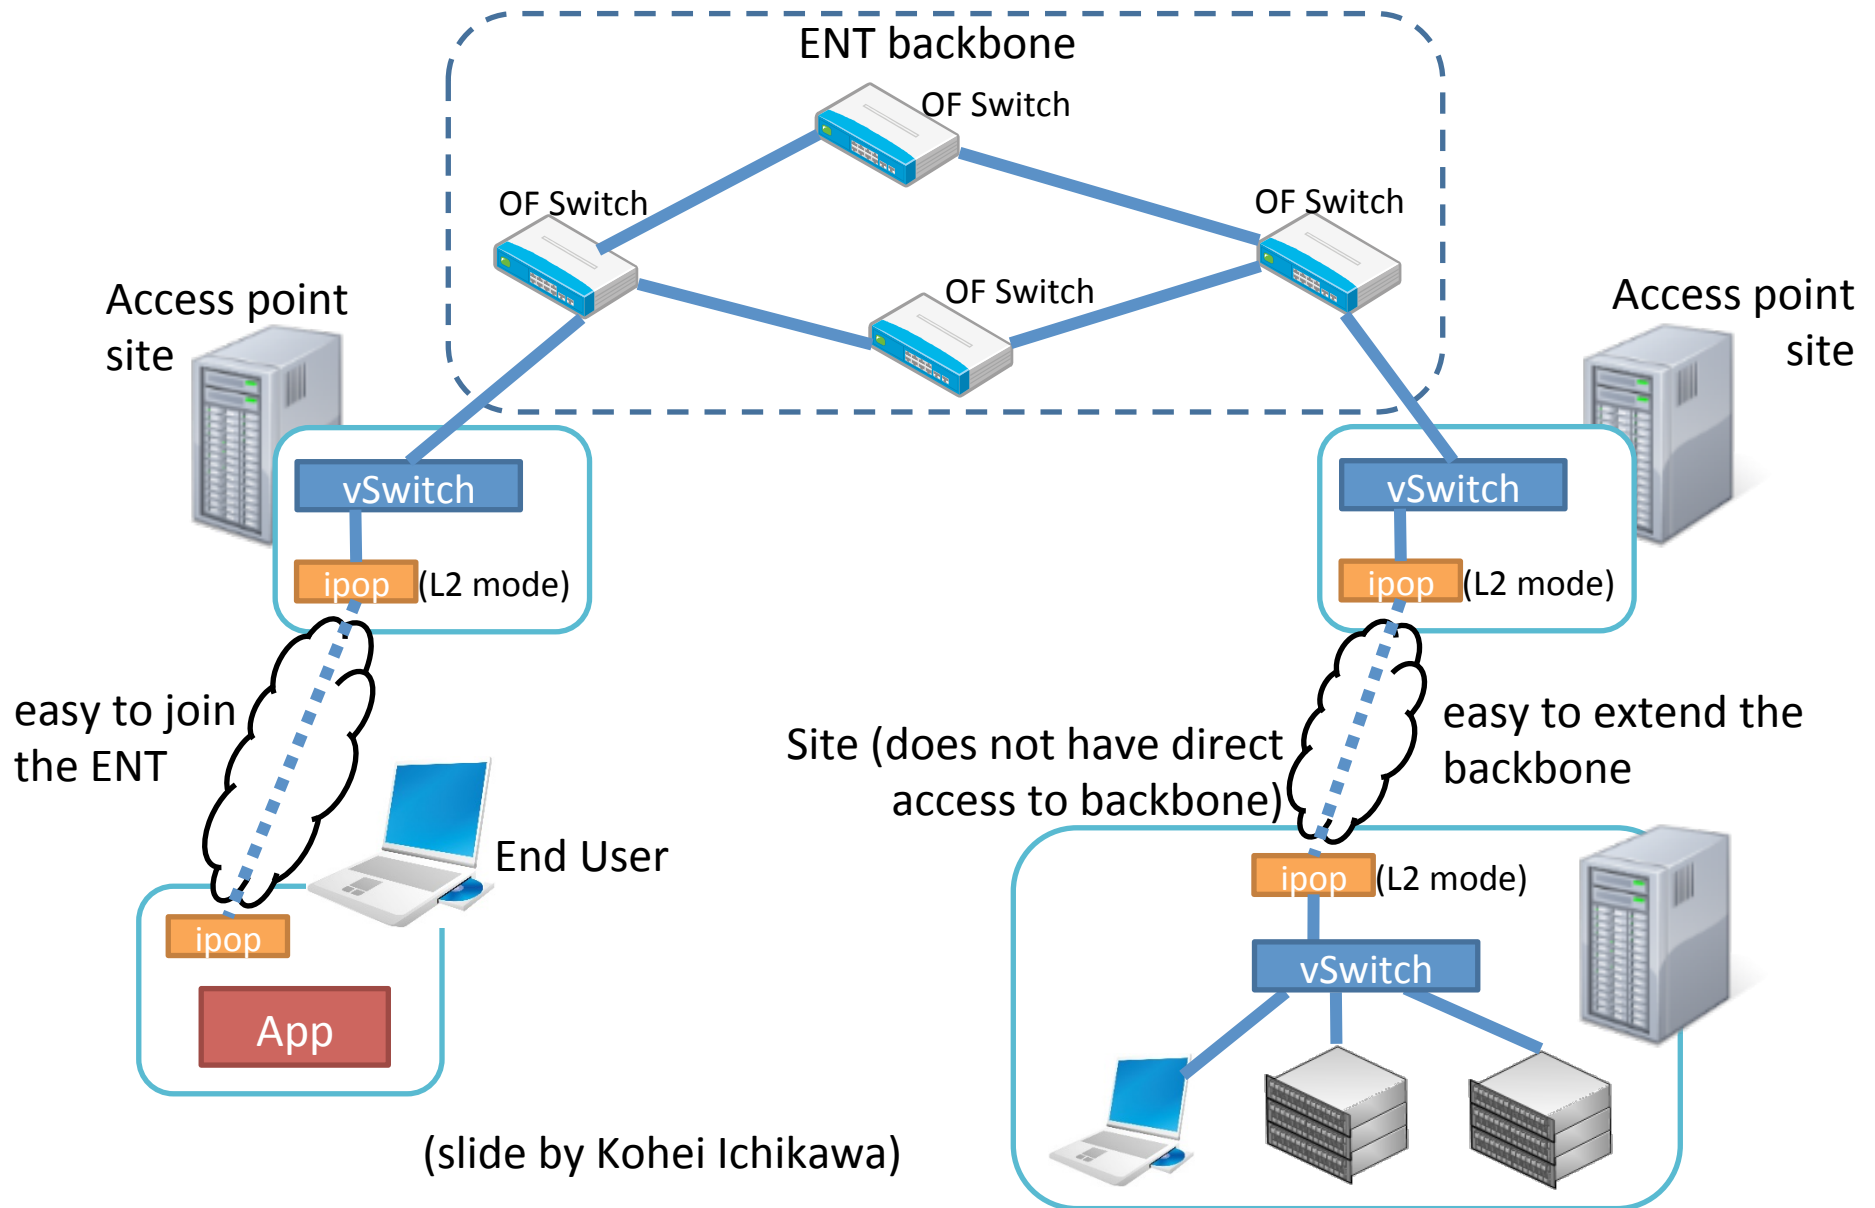 ENT backbone
OF Switch
OF Switch
OF Switch
OF Switch
Access point
site
Access point
site
vSwitch
ipop (L2 mode)
vSwitch
ipop (L2 mode)
easy to join
the ENT
End User
ipop
App
Site (does not have direct
access to backbone)
easy to extend the
backbone
ipop (L2 mode)
vSwitch
(slide by Kohei Ichikawa)